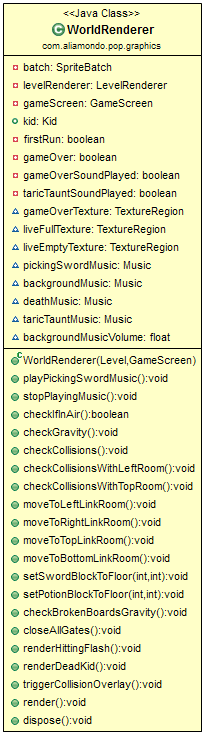 <<Java Class>>
WorldRenderer
com.aliamondo.pop.graphics
batch: SpriteBatch
levelRenderer: LevelRenderer
gameScreen: GameScreen
kid: Kid
firstRun: boolean
gameOver: boolean
gameOverSoundPlayed: boolean
taricTauntSoundPlayed: boolean
gameOverTexture: TextureRegion
liveFullTexture: TextureRegion
liveEmptyTexture: TextureRegion
pickingSwordMusic: Music
backgroundMusic: Music
deathMusic: Music
taricTauntMusic: Music
backgroundMusicVolume: float
WorldRenderer(Level,GameScreen)
playPickingSwordMusic():void
stopPlayingMusic():void
checkIfInAir():boolean
checkGravity():void
checkCollisions():void
checkCollisionsWithLeftRoom():void
checkCollisionsWithTopRoom():void
moveToLeftLinkRoom():void
moveToRightLinkRoom():void
moveToTopLinkRoom():void
moveToBottomLinkRoom():void
setSwordBlockToFloor(int,int):void
setPotionBlockToFloor(int,int):void
checkBrokenBoardsGravity():void
closeAllGates():void
renderHittingFlash():void
renderDeadKid():void
triggerCollisionOverlay():void
render():void
dispose():void